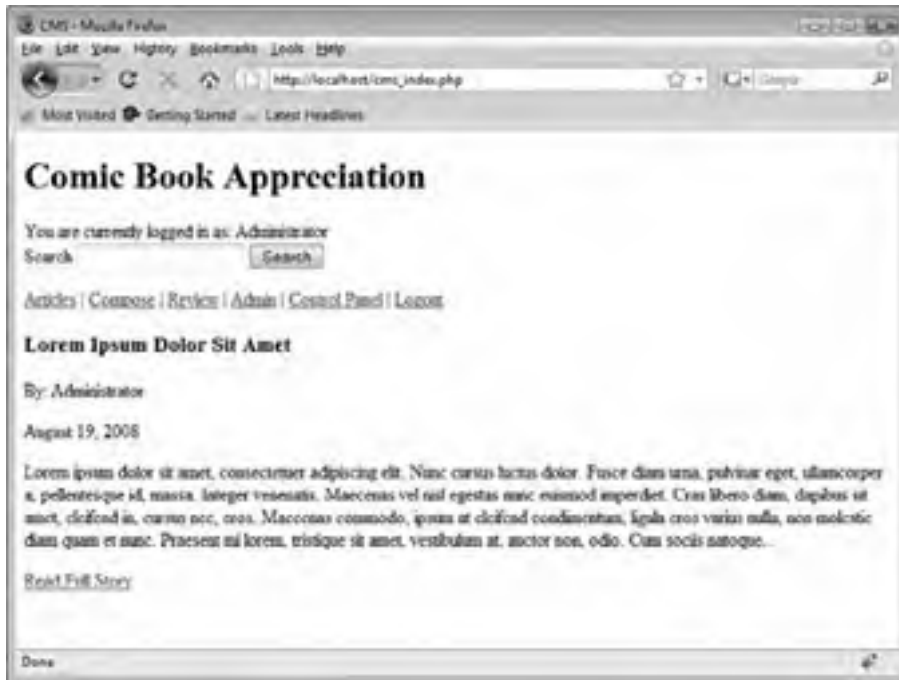 CMS - Mozilla Firefox
File Edit View History Bookmarks Tools Help
http://localhost/cms_index.php
Google
Most Visited Getting Started Latest Headlines
Comic Book Appreciation
You are currently logged in as: Administrator
Search Search
Articles | Compose | Review | Admin | Control Panel | Logout
Lorem Ipsum Dolor Sit Amet
By: Administrator
August 19, 2008
Lorem ipsum dolor sit amet, consectetuer adipiscing elit. Nunc cursus luctus dolor. Fusce diam urna, pulvinar eget, ullamcorper
a, pellentesque id, massa. Integer venenatis. Maecenas vel nisl egestas nunc euismod imperdiet. Cras libero diam, dapibus sit
amet, eleifend in, cursus nec, eros. Maecenas commodo, ipsum at eleifend condimentum, ligula eros varius nulla, non molestie
diam quam et nunc. Praesent mi lorem, tristique sit amet, vestibulum at, auctor non, odio. Cum sociis natoque...
Read Full Story
Done